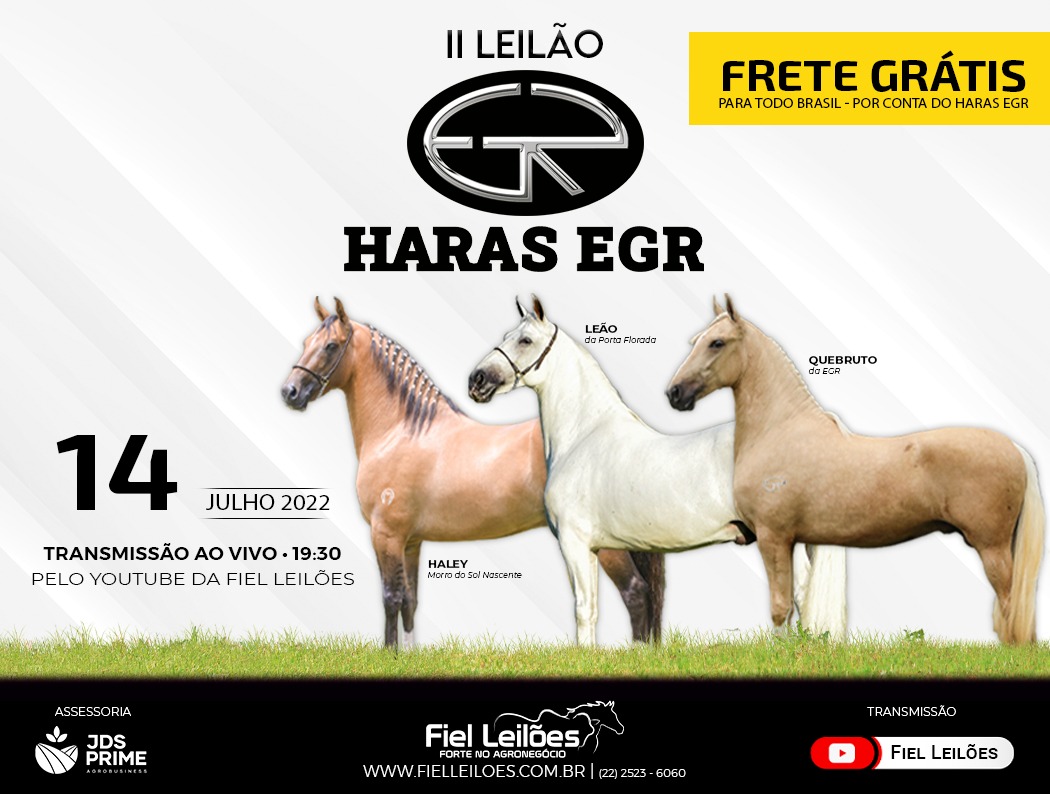 II LEILÃO
FRETE GRÁTIS
PARA TODO BRASIL - POR CONTA DO HARAS EGR
EGR
HARAS EGR
LEÃO
da Porta Florada
QUEBRUTO
da EGR
14
JULHO 2022
TRANSMISSÃO AO VIVO • 19:30
PELO YOUTUBE DA FIEL LEILÕES
HALEY
Morro do Sol Nascente
ASSESSORIA
JDS
PRIME
AGROBUSINESS
Fiel Leilões
FORTE NO AGRONEGÓCIO
WWW.FIELLEILOES.COM.BR | (22) 2523 - 6060
TRANSMISSÃO
FIEL LEILÕES